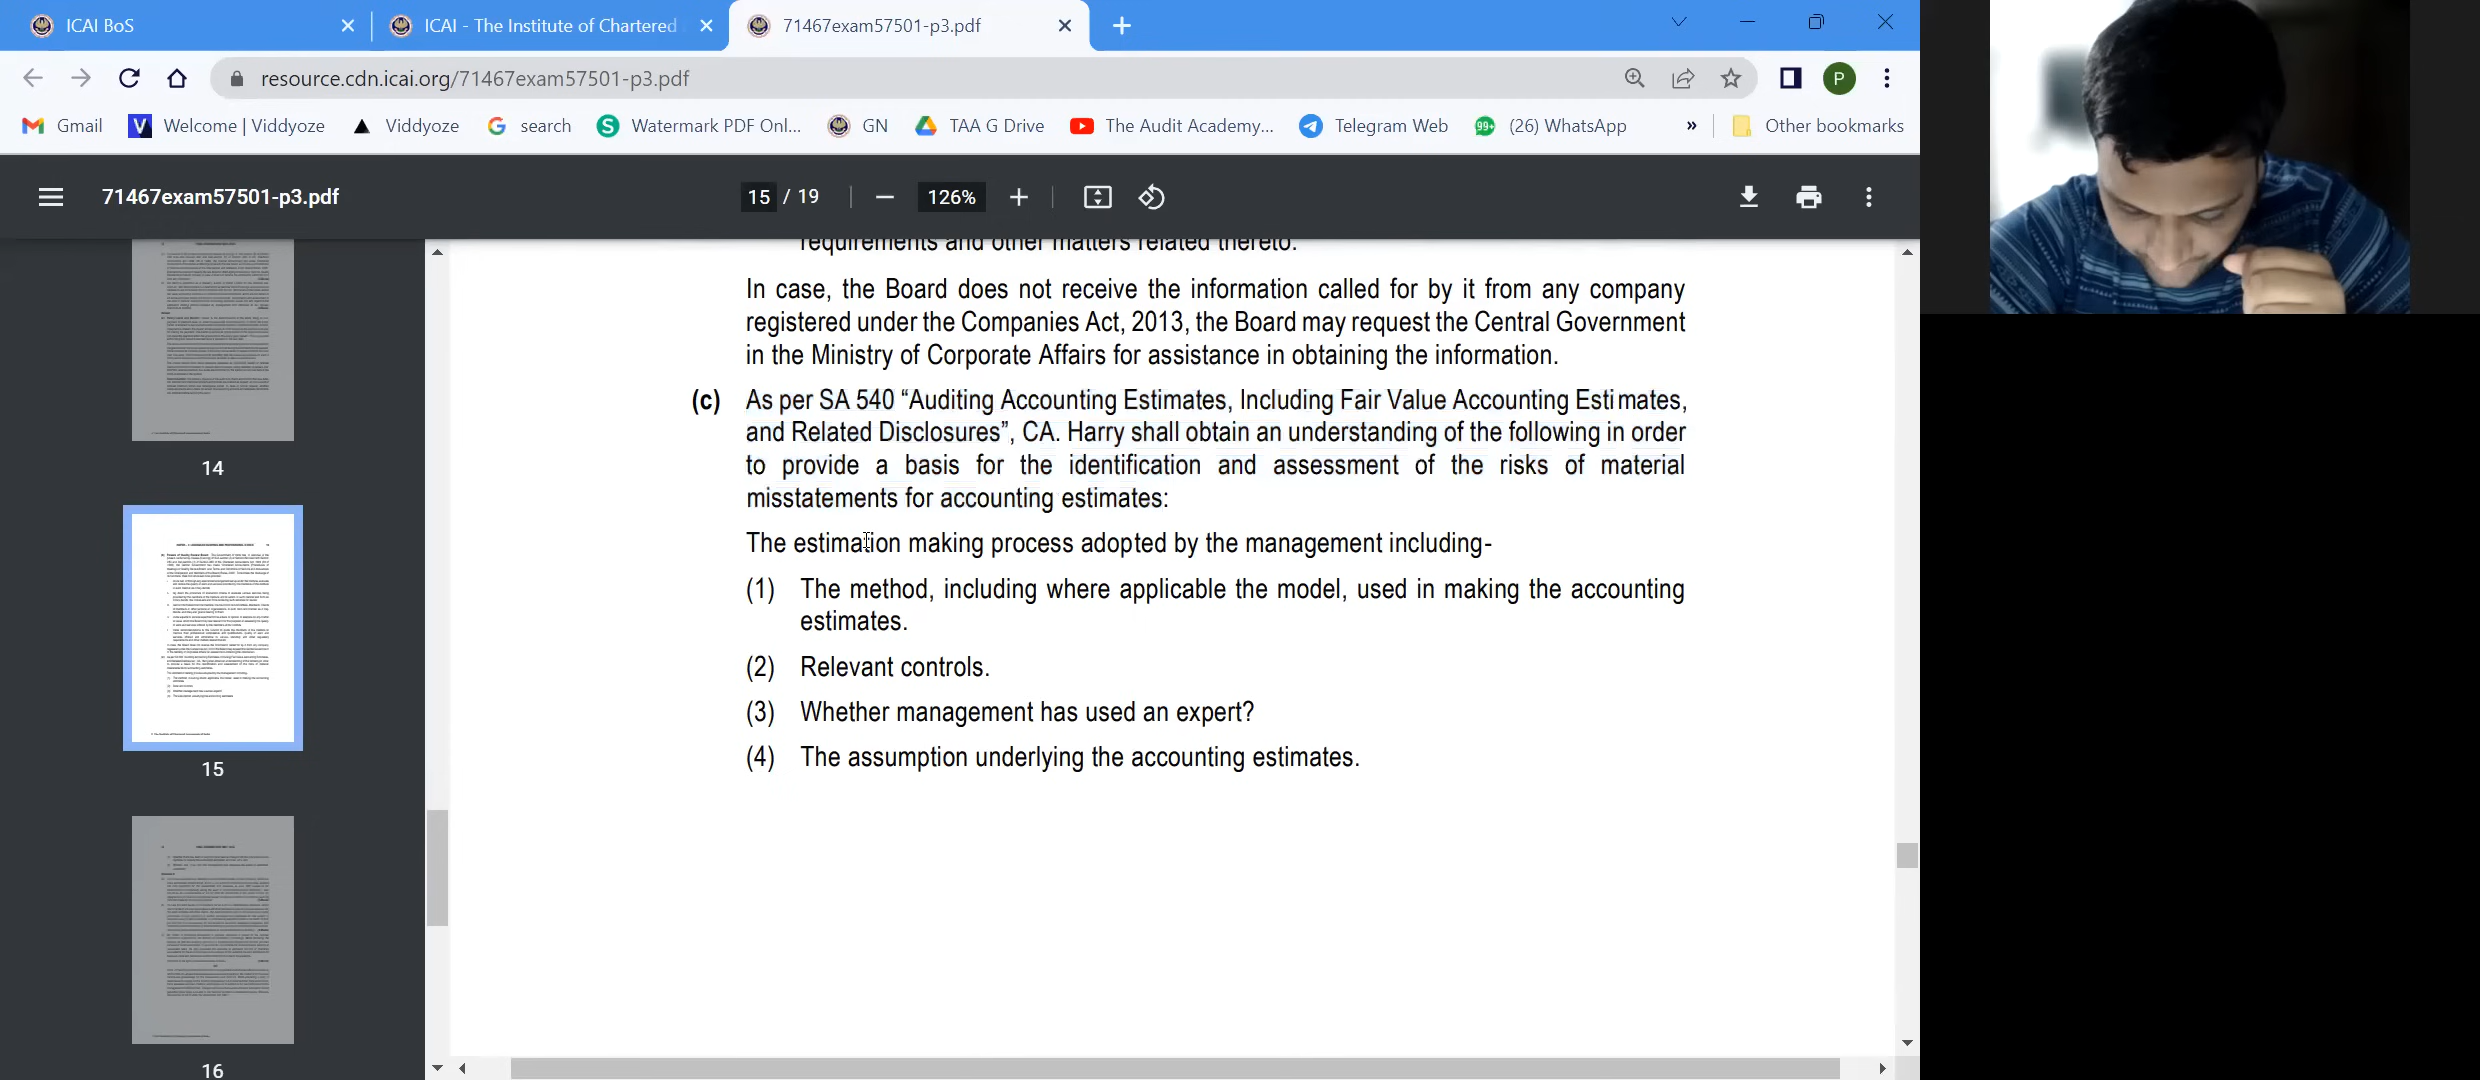 ICAI BoS
ICAI - The Institute of Chartered
71467exam57501-p3.pdf
resource.cdn.icai.org/71467exam57501-p3.pdf
P
Gmail
Welcome | Viddyoze
Viddyoze
search
Watermark PDF Onl...
GN
TAA G Drive
The Audit Academy...
Telegram Web
99+
(26) WhatsApp
»
Other bookmarks
71467exam57501-p3.pdf
15 / 19
126%
14
15
16
requirements and other matters related thereto.
In case, the Board does not receive the information called for by it from any company
registered under the Companies Act, 2013, the Board may request the Central Government
in the Ministry of Corporate Affairs for assistance in obtaining the information.
(c) As per SA 540 “Auditing Accounting Estimates, Including Fair Value Accounting Estimates,
and Related Disclosures”, CA. Harry shall obtain an understanding of the following in order
to provide a basis for the identification and assessment of the risks of material
misstatements for accounting estimates:
The estimation making process adopted by the management including-
(1) The method, including where applicable the model, used in making the accounting
estimates.
(2) Relevant controls.
(3) Whether management has used an expert?
(4) The assumption underlying the accounting estimates.